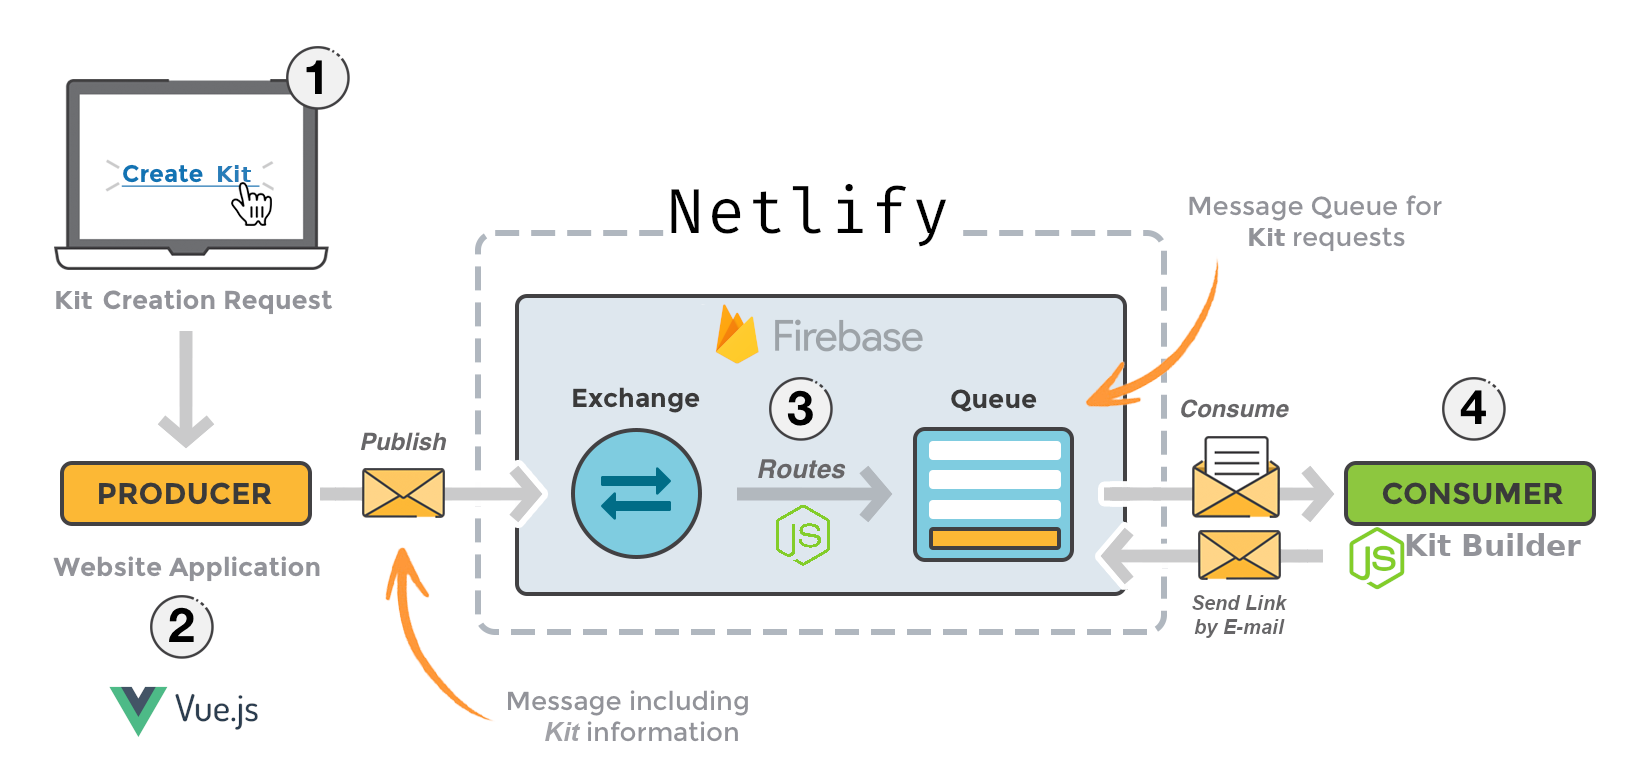 1
Create Kit
Kit Creation Request
Netlify
Message Queue for
Kit requests
Firebase
Exchange
3
Queue
Consume
4
Publish
Routes
PRODUCER
CONSUMER
JS
JS
Kit Builder
Website Application
2
Send Link
by E-mail
Vue.js
Message including
Kit information